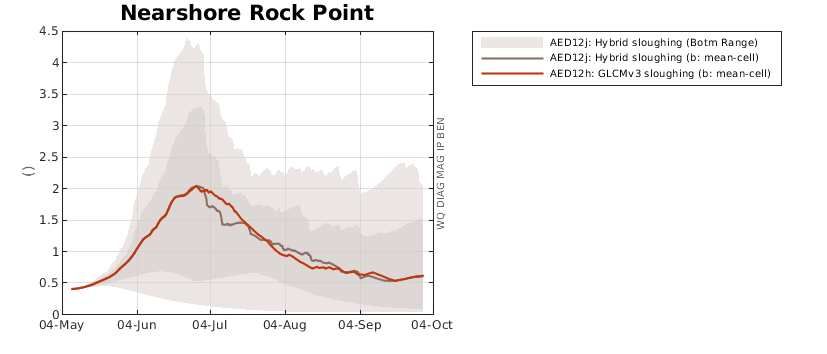 Nearshore Rock Point
4.5
4
3.5
3
2.5
2
1.5
1
0.5
0
()
04-May
04-Jun
04-Jul
04-Aug
04-Sep
04-Oct
WQ DIAG MAG IP BEN
AED12j: Hybrid sloughing (Botm Range)
AED12j: Hybrid sloughing (b: mean-cell)
AED12h: GLCMv3 sloughing (b: mean-cell)